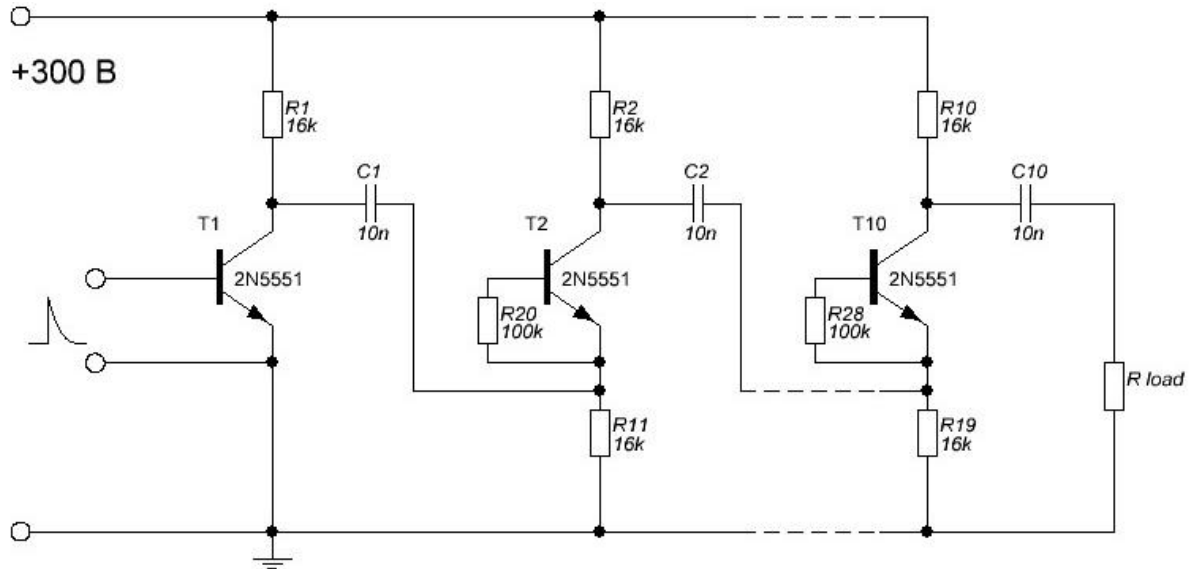 +300 В
R1
16k
R2
16k
R10
16k
C1
10n
C2
10n
C10
10n
T1
2N5551
T2
2N5551
T10
2N5551
R20
100k
R28
100k
R load
R11
16k
R19
16k